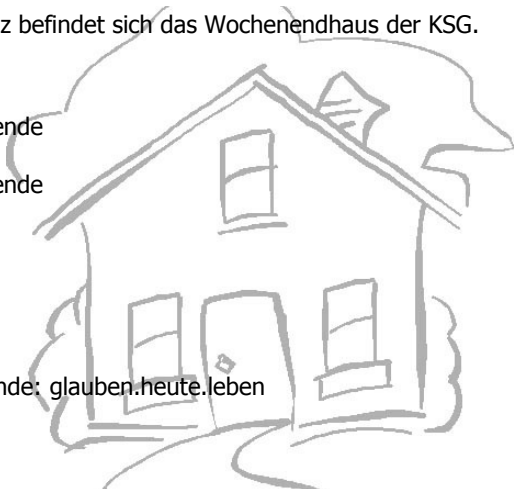 z befindet sich das Wochenendhaus der KSG.
ende
ende
nde: glauben.heute.leben